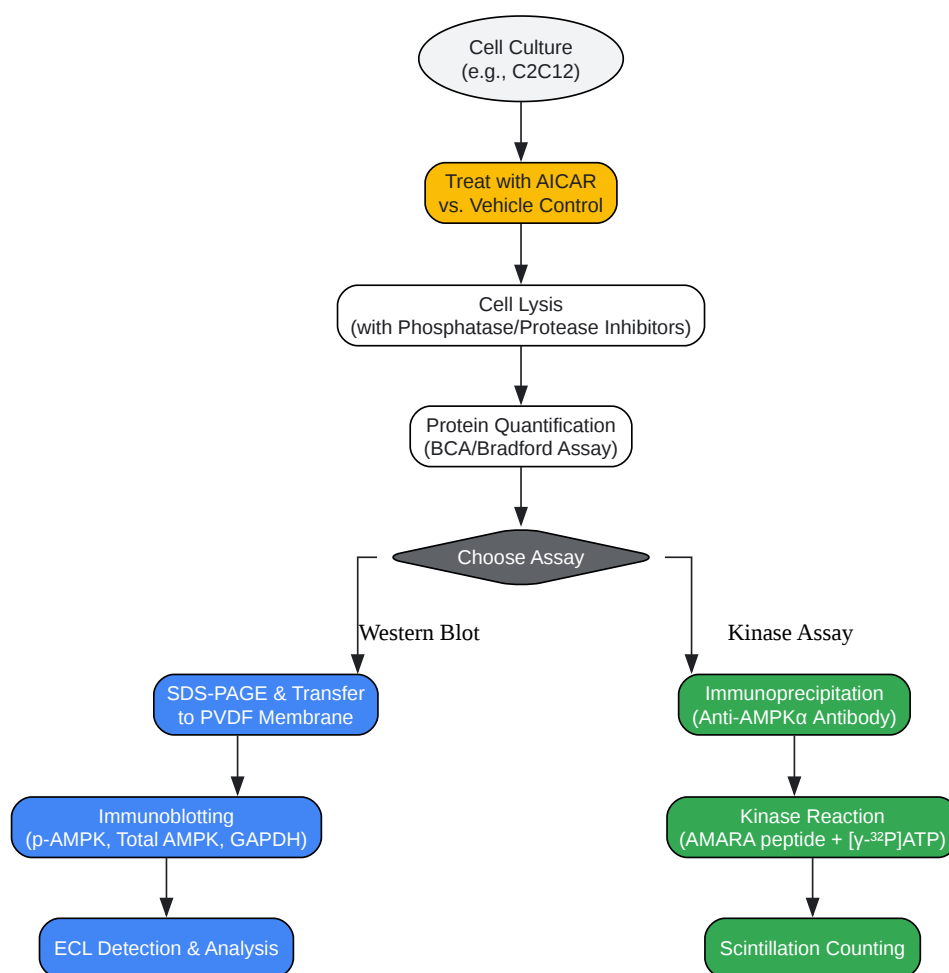 Cell Culture
(e.g., C2C12)
Treat with AICAR
vs. Vehicle Control
Cell Lysis
(with Phosphatase/Protease Inhibitors)
Protein Quantification
(BCA/Bradford Assay)
Choose Assay
Western Blot
Kinase Assay
SDS-PAGE & Transfer
to PVDF Membrane
Immunoprecipitation
(Anti-AMPKα Antibody)
Immunoblotting
(p-AMPK, Total AMPK, GAPDH)
Kinase Reaction
(AMARA peptide + [γ-³²P]ATP)
ECL Detection & Analysis
Scintillation Counting